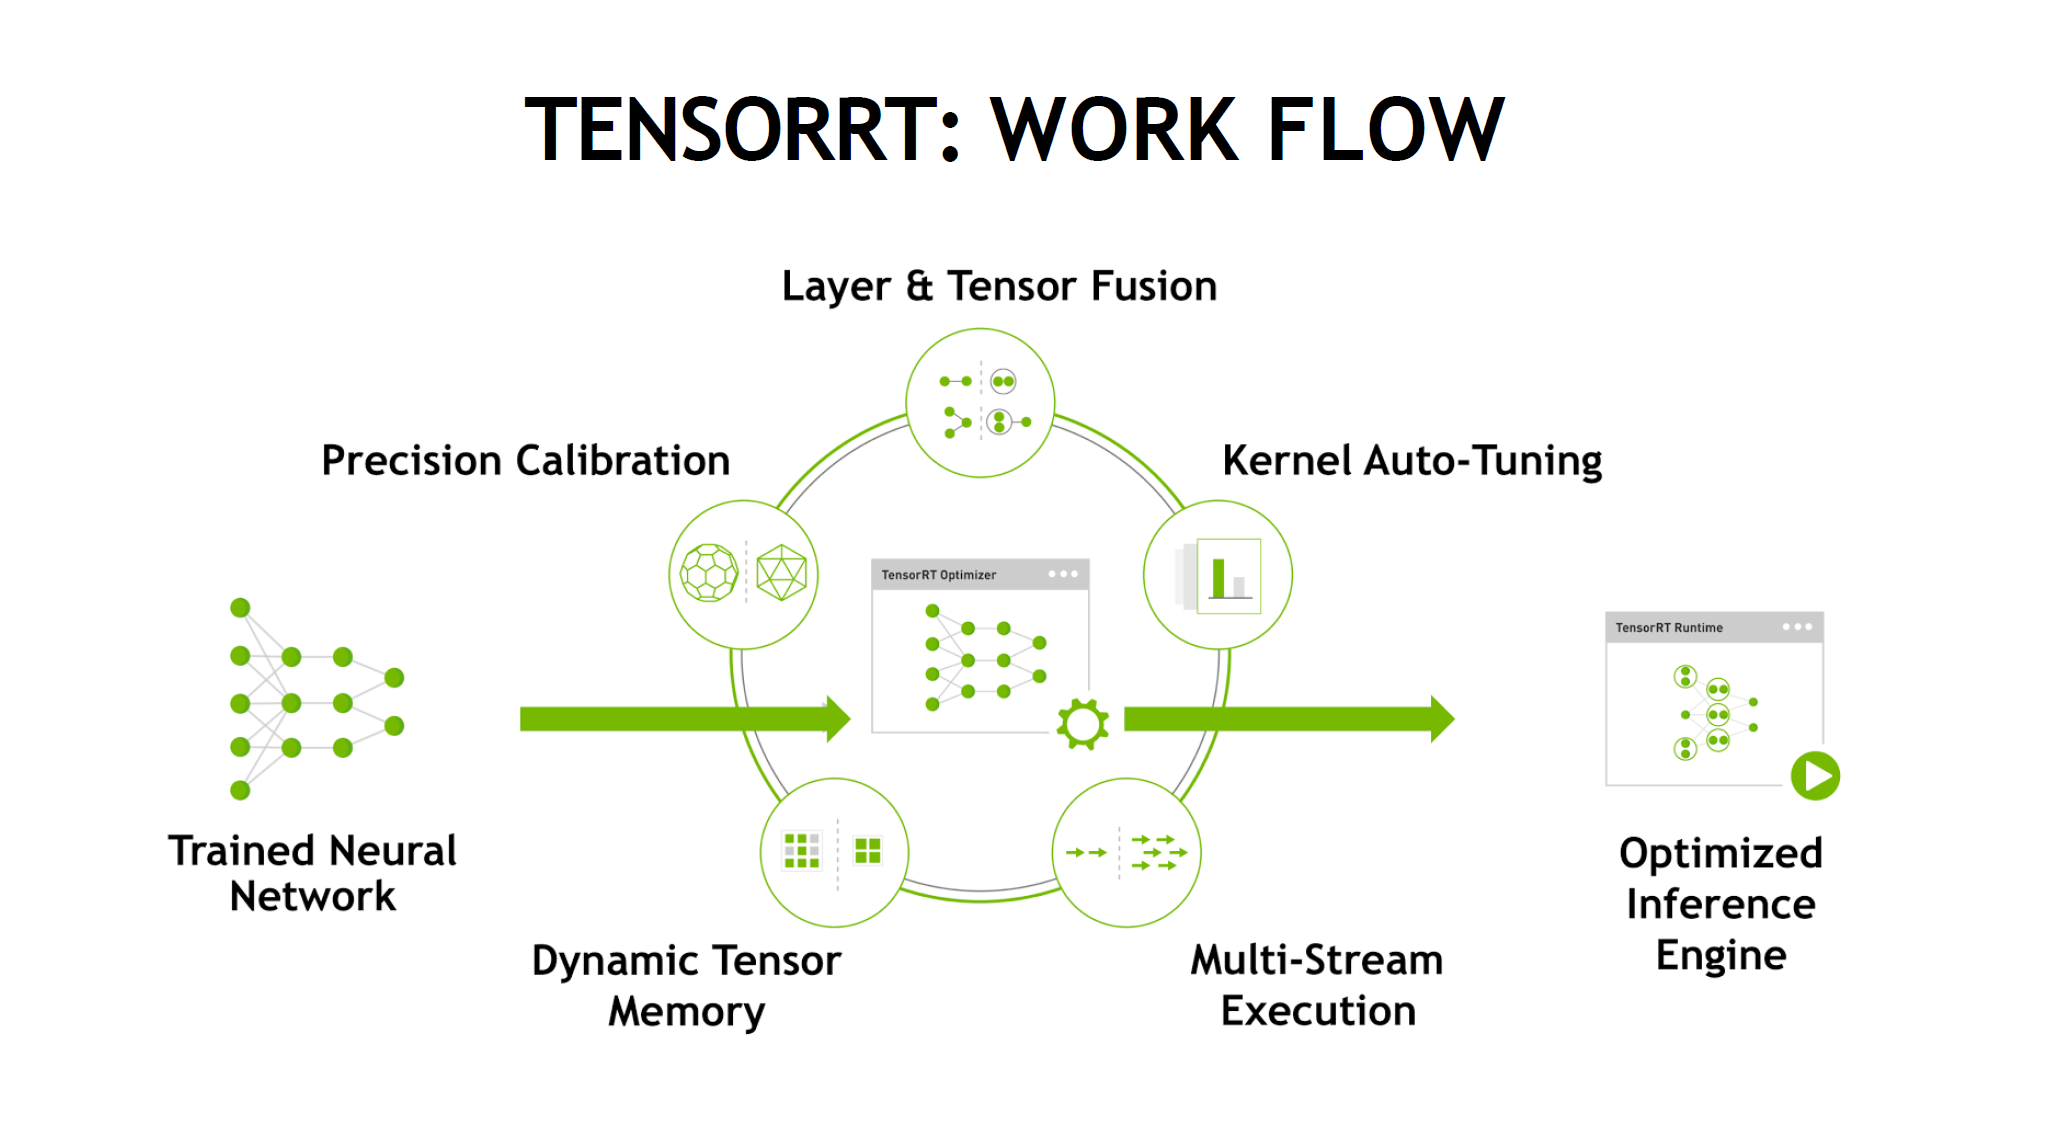 TENSORRT: WORK FLOW
Layer & Tensor Fusion
Precision Calibration
Kernel Auto-Tuning
TensorRT Optimizer
TensorRT Runtime
Trained Neural
Network
Optimized
Inference
Engine
Dynamic Tensor
Memory
Multi-Stream
Execution